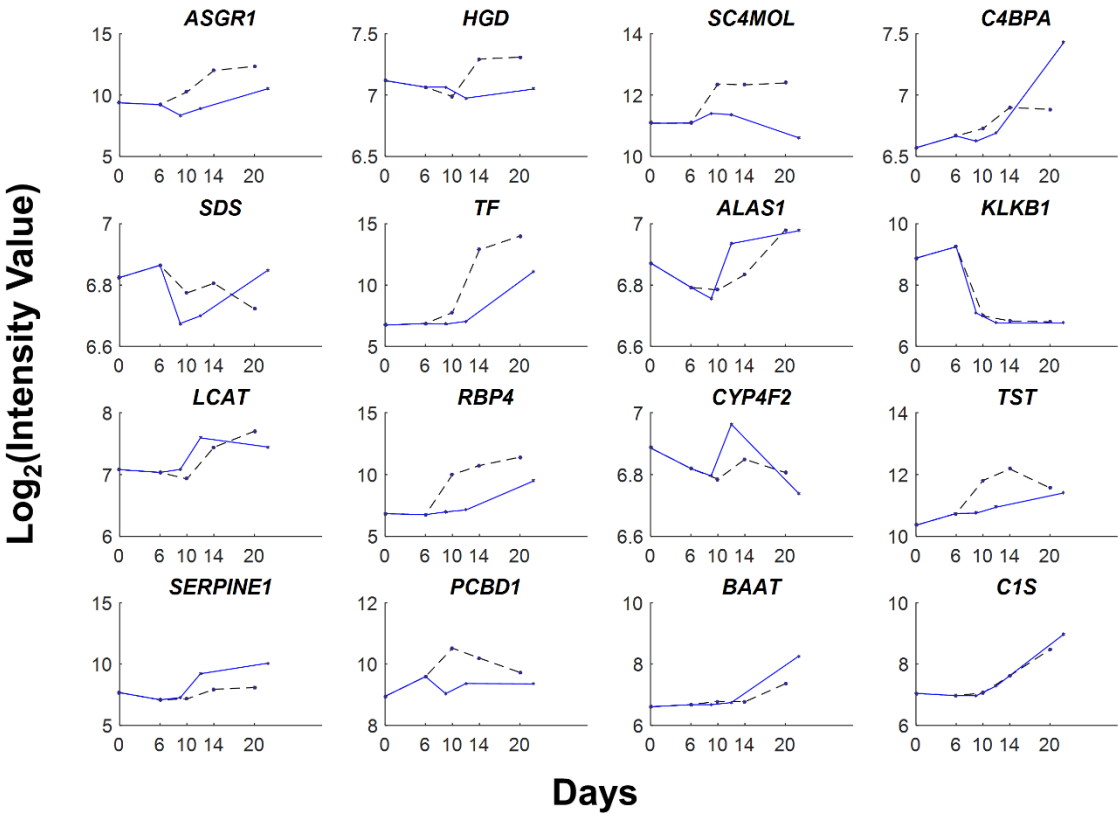 ASGR1 HGD SC4MOL C4BPA
15 7.5 14 7.5
10 7 12 7
5 6.5 10 6.5
0 6 10 14 20 0 6 10 14 20 0 6 10 14 20 0 6 10 14 20
SDS TF ALAS1 KLKB1
7 15 7 10
6.8 10 6.8 8
6.6 5 6.6 6
0 6 10 14 20 0 6 10 14 20 0 6 10 14 20 0 6 10 14 20
LCAT RBP4 CYP4F2 TST
8 15 7 14
7 10 6.8 12
6 5 6.6 10
0 6 10 14 20 0 6 10 14 20 0 6 10 14 20 0 6 10 14 20
SERPINE1 PCBD1 BAAT C1S
15 12 10 10
10 10 8 8
5 8 6 6
0 6 10 14 20 0 6 10 14 20 0 6 10 14 20 0 6 10 14 20
Log₂(Intensity Value)
Days